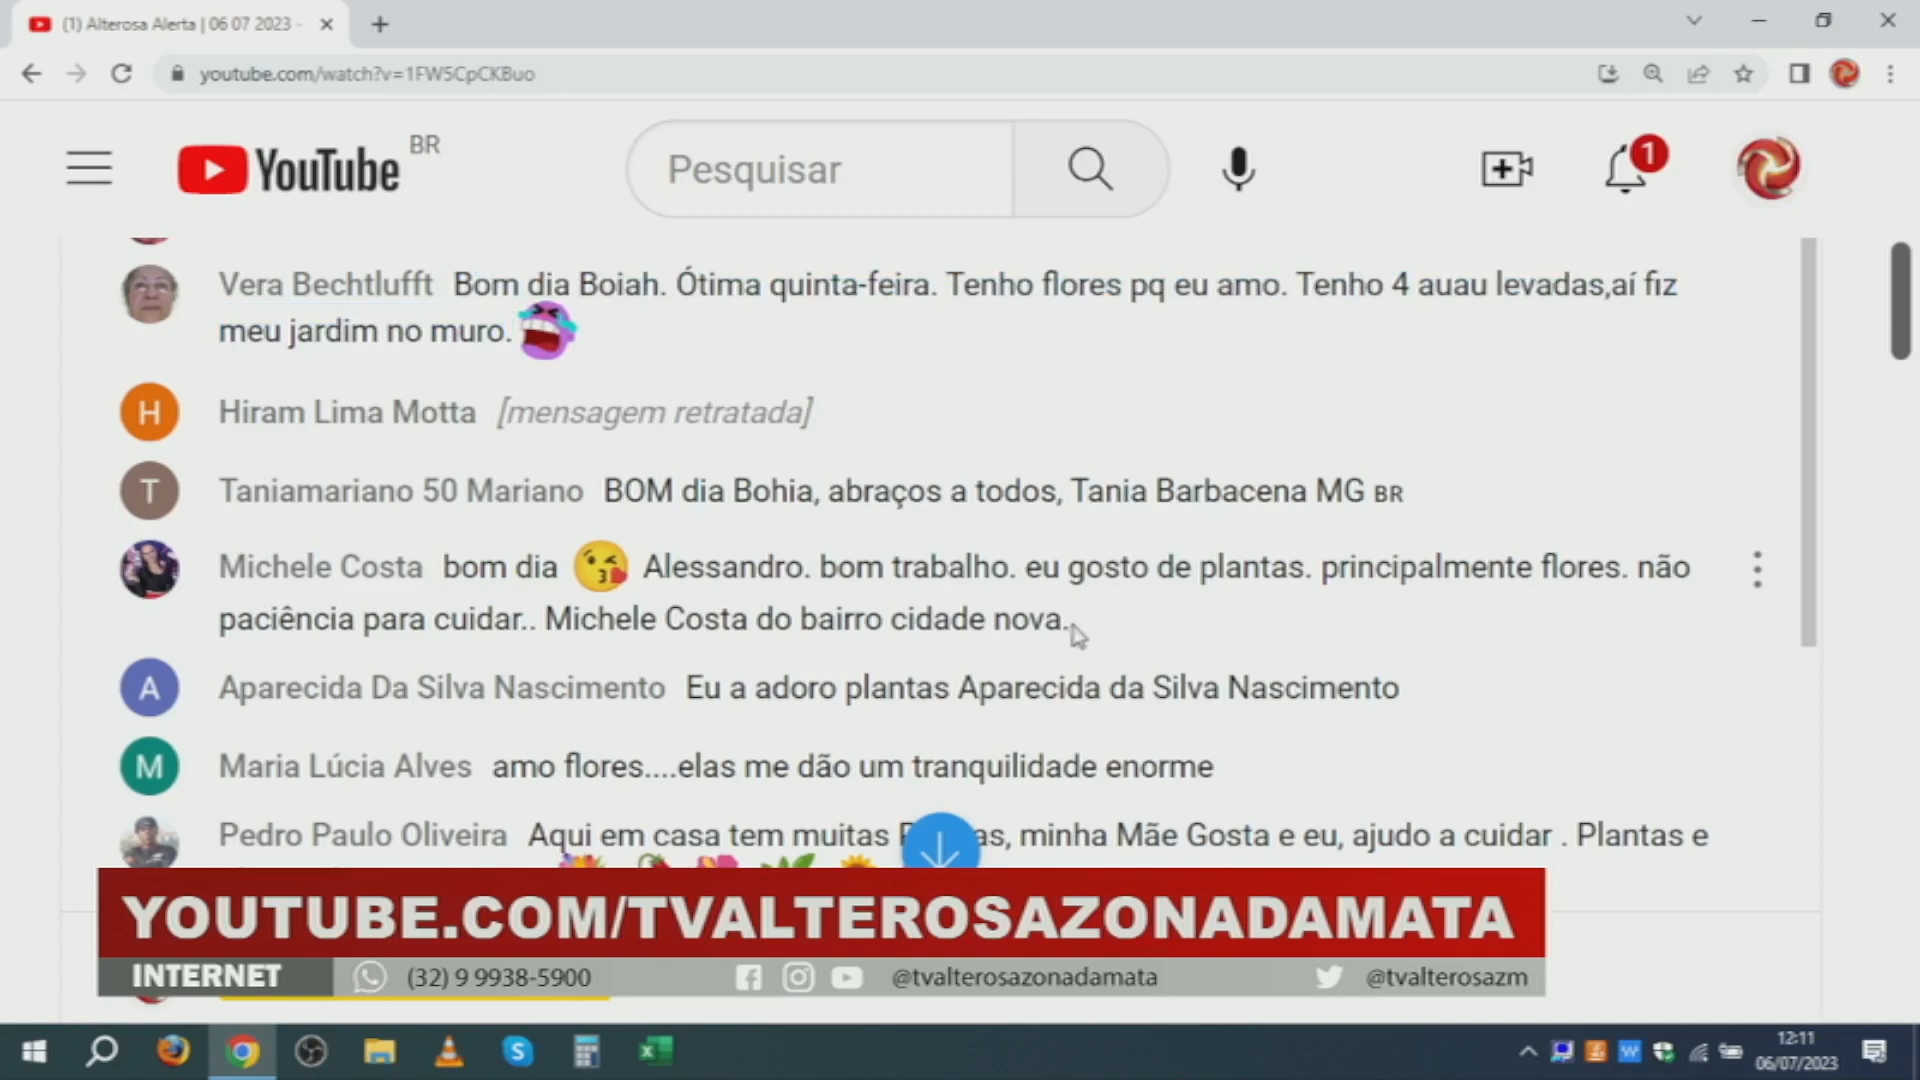 (1) Alterosa Alerta | 06 07 2023 -
youtube.com/watch?v=1FW5CpCKBuo
YouTube BR
Pesquisar
1
Vera Bechtlufft Bom dia Boiah. Ótima quinta-feira. Tenho flores pq eu amo. Tenho 4 auau levadas,aí fiz
meu jardim no muro.
H
Hiram Lima Motta [mensagem retratada]
T
Taniamariano 50 Mariano BOM dia Bohia, abraços a todos, Tania Barbacena MG BR
Michele Costa bom dia 😘 Alessandro. bom trabalho. eu gosto de plantas. principalmente flores. não
paciência para cuidar.. Michele Costa do bairro cidade nova.
A
Aparecida Da Silva Nascimento Eu a adoro plantas Aparecida da Silva Nascimento
M
Maria Lúcia Alves amo flores....elas me dão um tranquilidade enorme
Pedro Paulo Oliveira Aqui em casa tem muitas as, minha Mãe Gosta e eu, ajudo a cuidar . Plantas e
YOUTUBE.COM/TVALTEROSAZONADAMATA
INTERNET (32) 9 9938-5900 @tvalterosazonadamata @tvalterosazm
12:11
06/07/2023